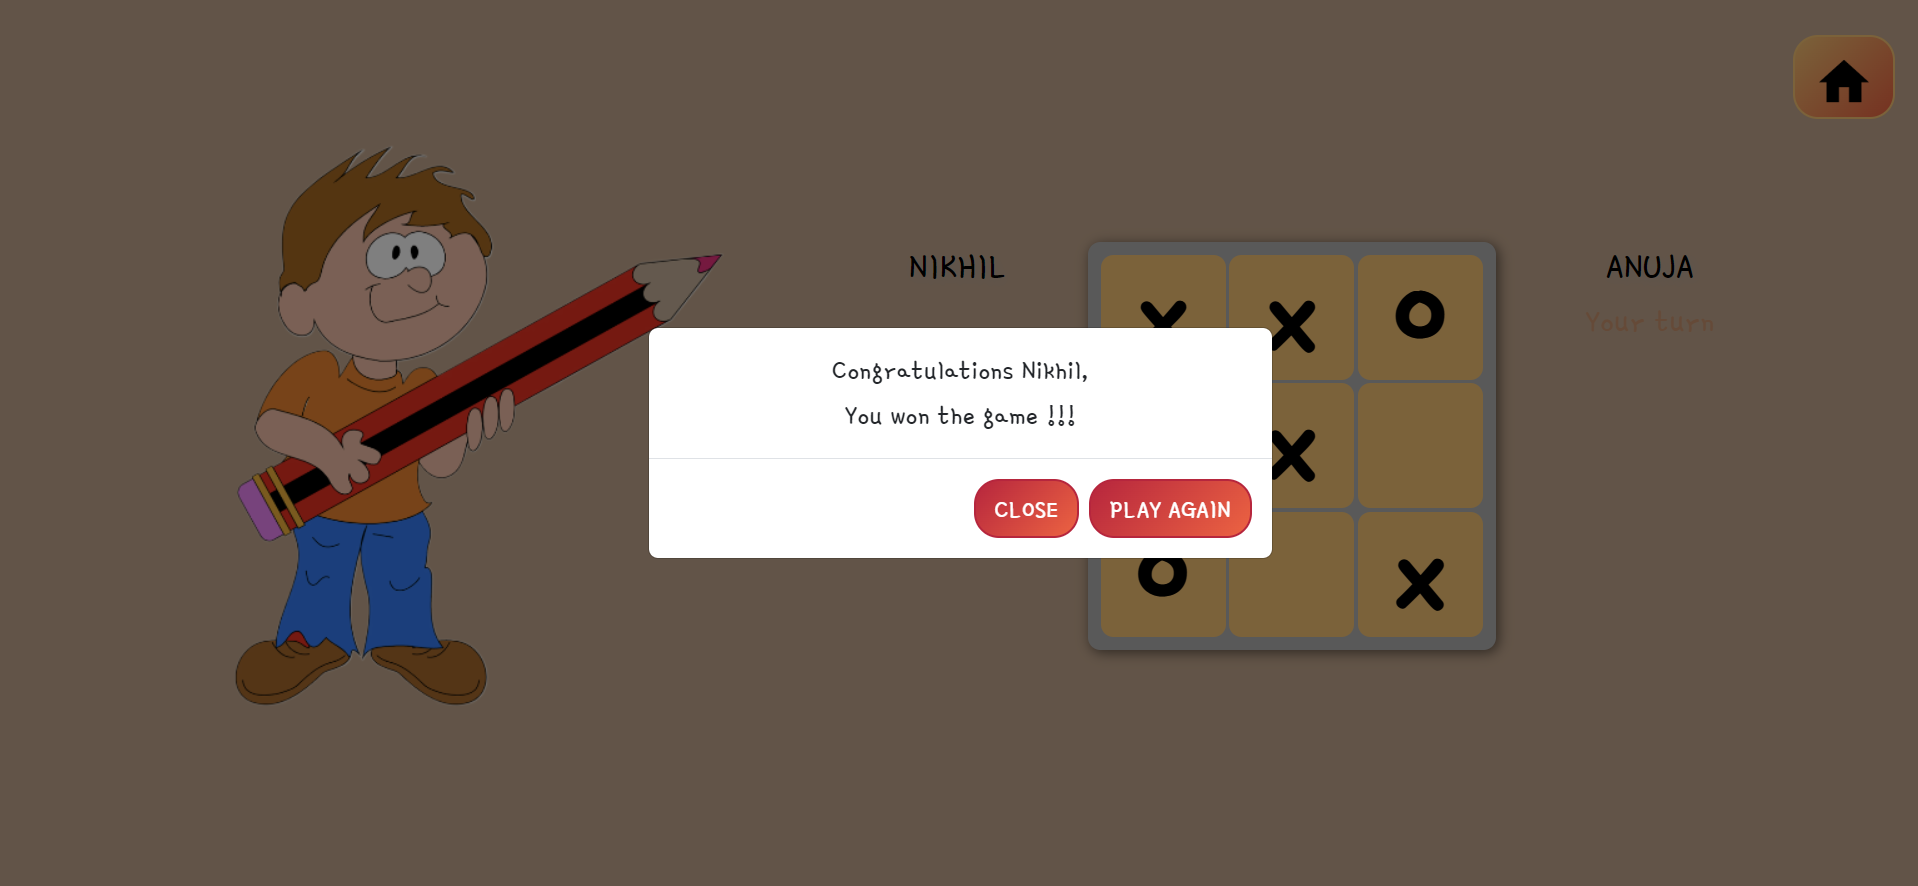 NIKHIL
X X O
ANUJA
Your turn
X
O X
Congratulations Nikhil,
You won the game !!!
CLOSE PLAY AGAIN